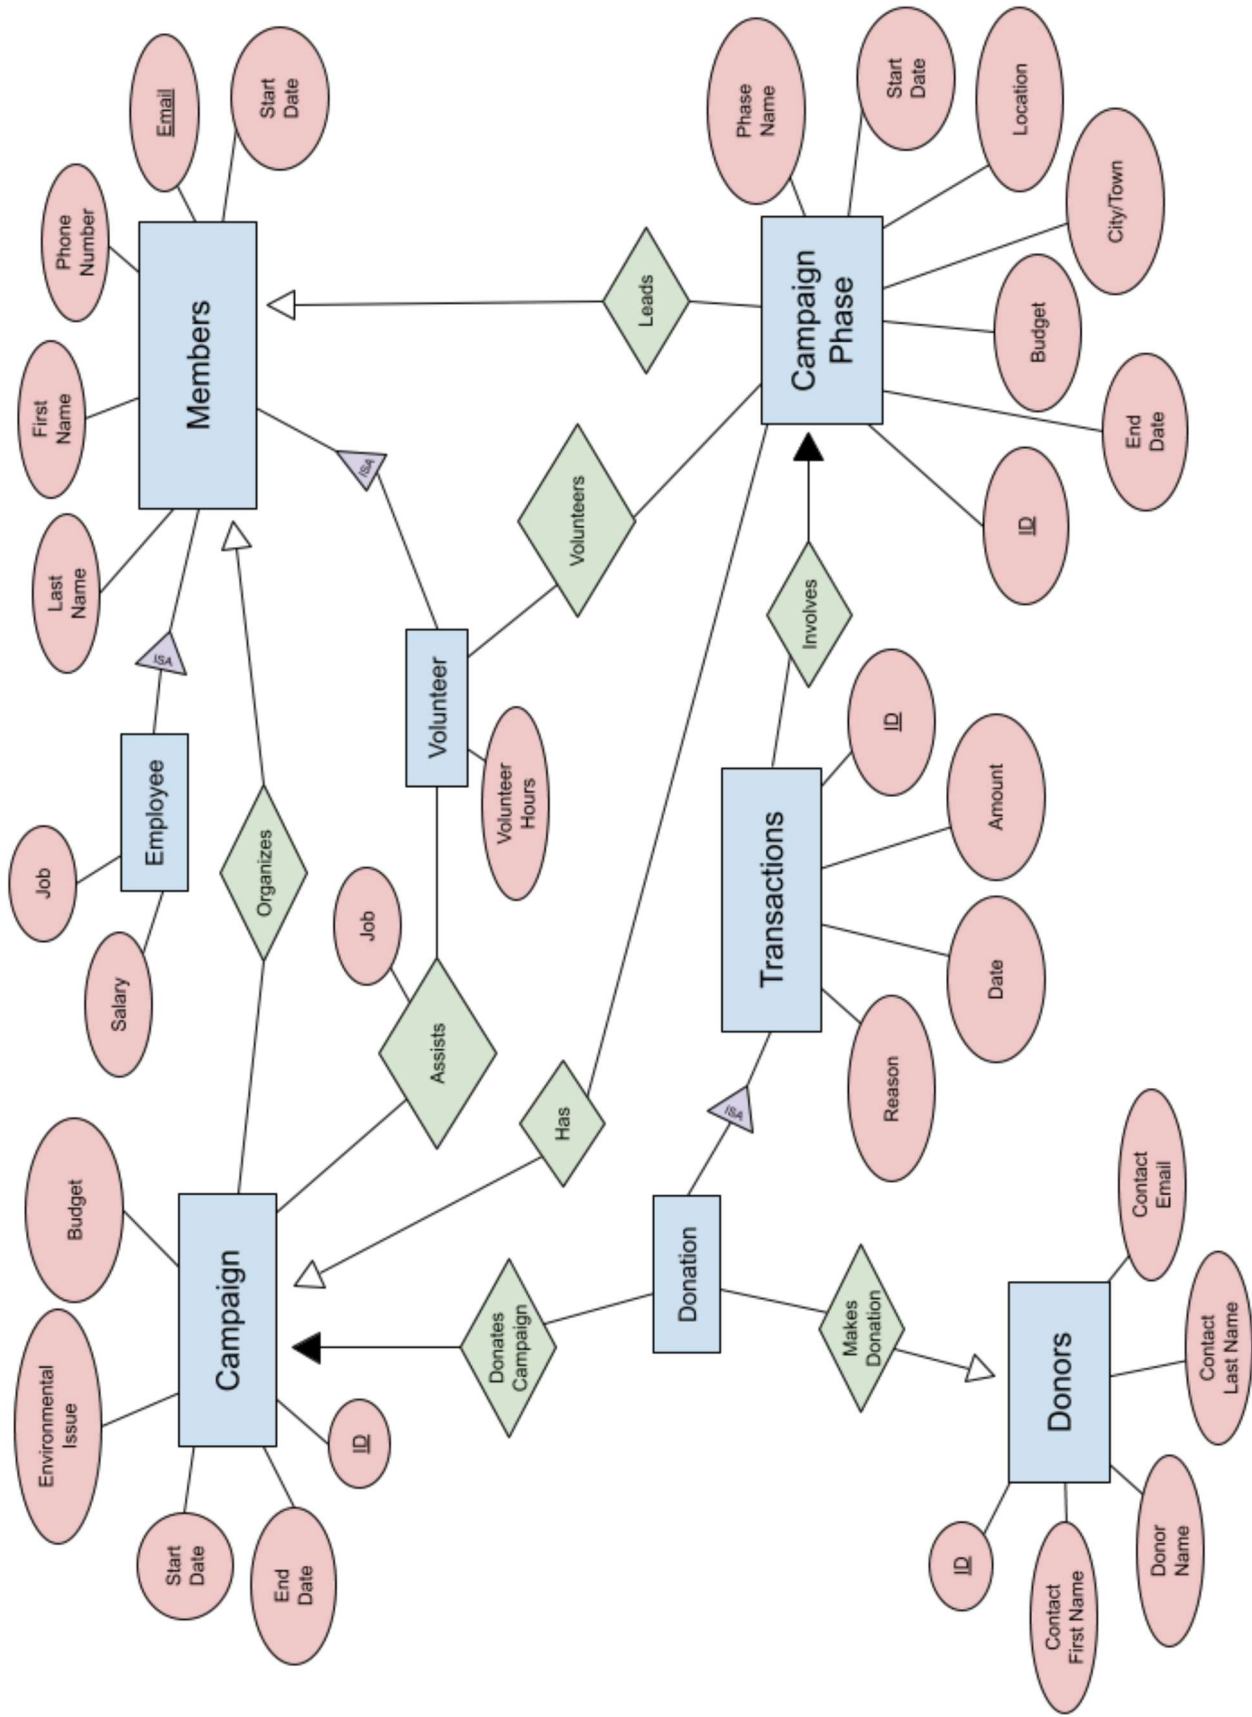 Environmental
Issue
Budget
Job
Last
Name
First
Name
Phone
Number
Start
Date
Salary
Employee
ISA
Email
End
Date
Campaign
Organizes
Members
Start
Date
ID
Job
ISA
Assists
Volunteer
Donates
Campaign
Has
Volunteer
Hours
Volunteers
Leads
Donation
ISA
Transactions
Involves
Campaign
Phase
Phase
Name
Makes
Donation
Reason
ID
Start
Date
ID
Date
Amount
ID
Budget
Location
Contact
First Name
Donors
City/Town
Donor
Name
Contact
Last Name
Contact
Email
End
Date